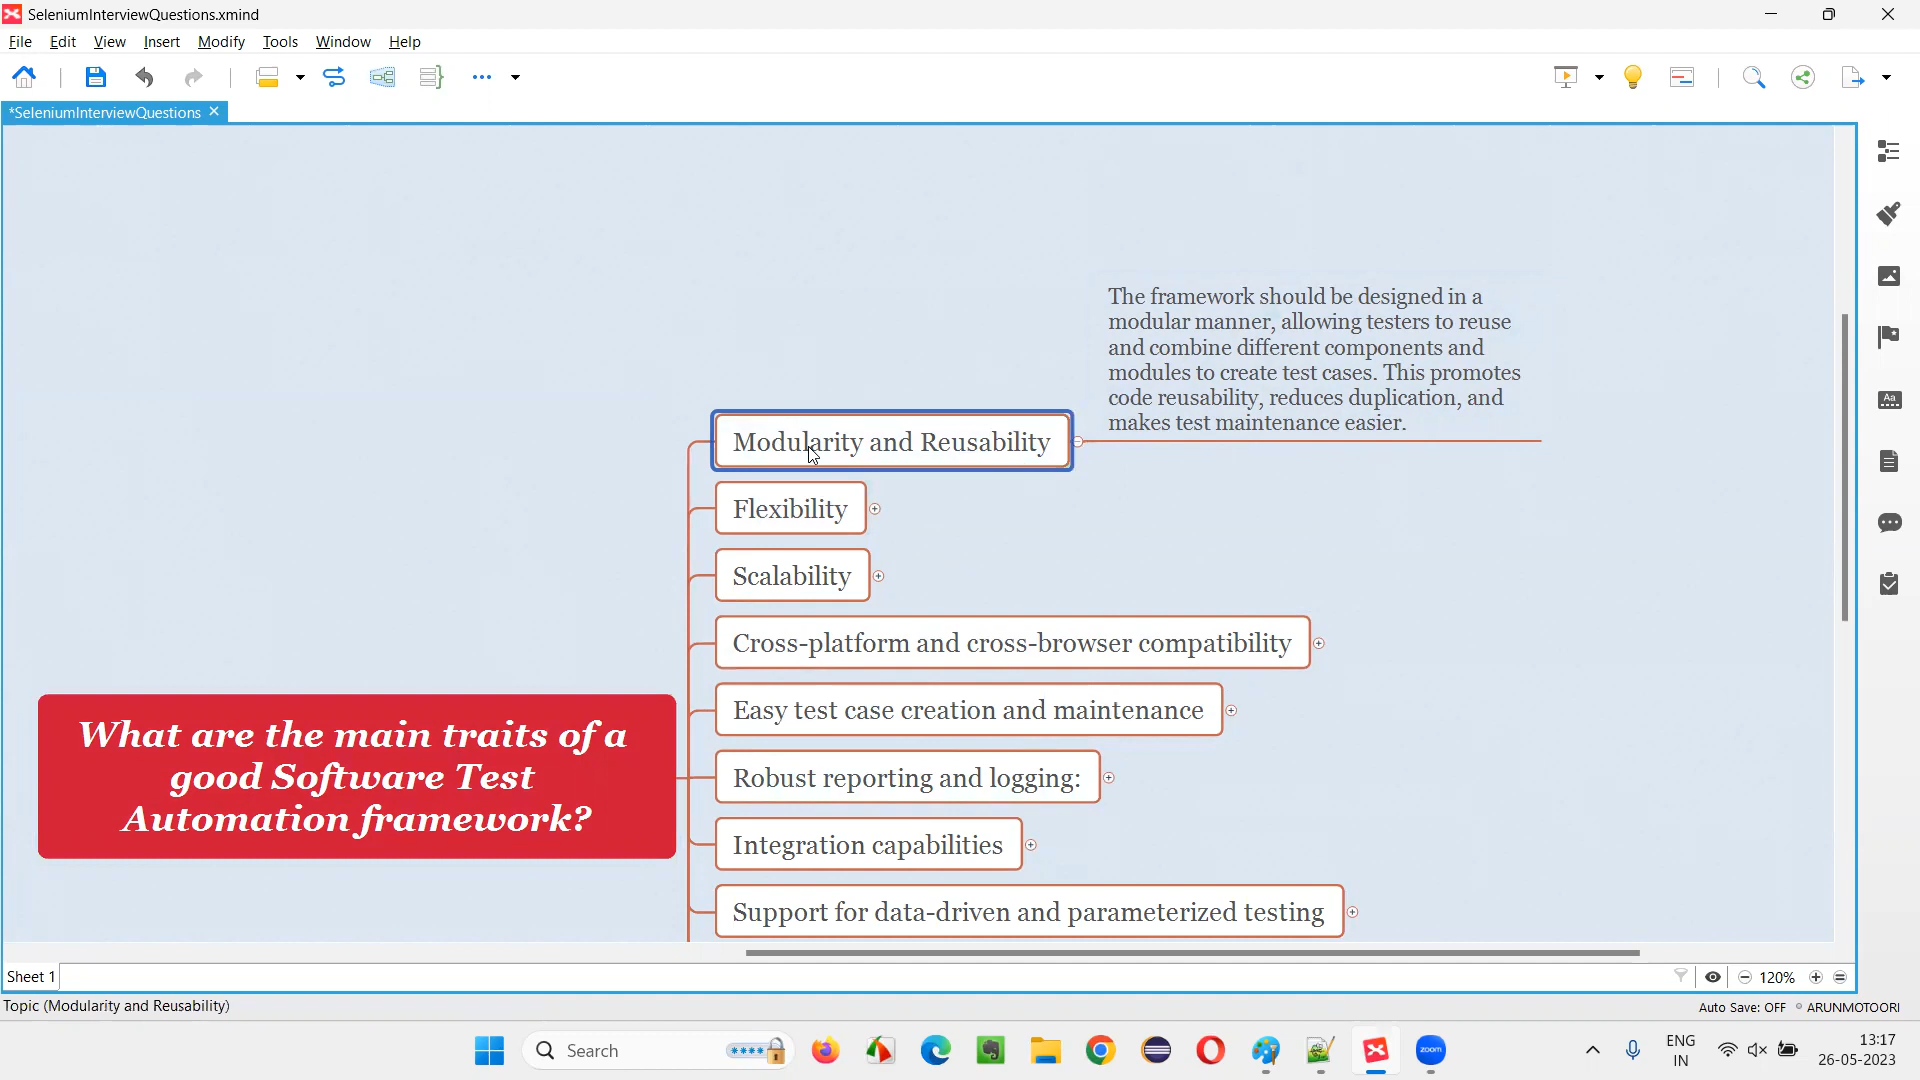 SeleniumInterviewQuestions.xmind
File Edit View Insert Modify Tools Window Help
*SeleniumInterviewQuestions
The framework should be designed in a
modular manner, allowing testers to reuse
and combine different components and
modules to create test cases. This promotes
code reusability, reduces duplication, and
makes test maintenance easier.
Modularity and Reusability
Flexibility
Scalability
Cross-platform and cross-browser compatibility
Easy test case creation and maintenance
What are the main traits of a
good Software Test
Automation framework?
Robust reporting and logging:
Integration capabilities
Support for data-driven and parameterized testing
Sheet 1
120%
Topic (Modularity and Reusability)
Auto Save: OFF
ARUNMOTOORI
Search
zoom
ENG
IN
13:17
26-05-2023
Aa